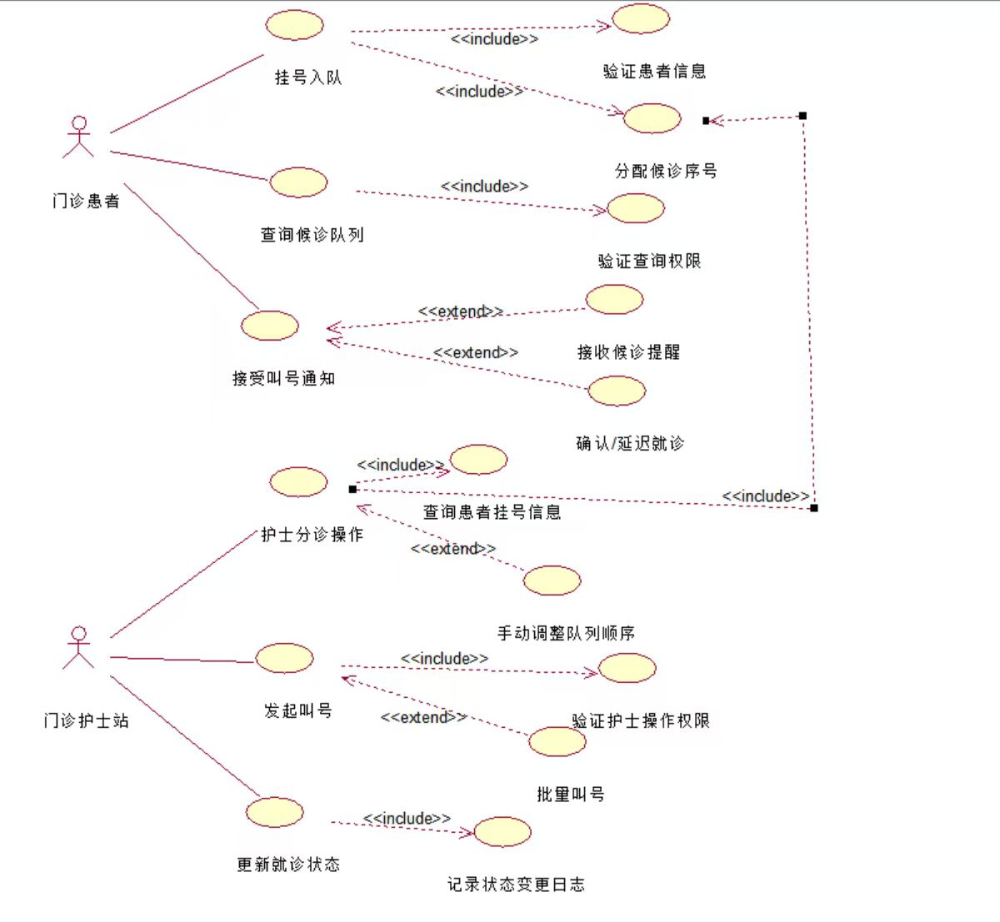 <<include>>
验证患者信息
挂号入队
<<include>>
分配候诊序号
<<include>>
门诊患者
查询候诊队列
验证查询权限
<<extend>>
接收候诊提醒
<<extend>>
接受叫号通知
确认/延迟就诊
<<include>>
<<include>>
查询患者挂号信息
护士分诊操作
<<extend>>
手动调整队列顺序
<<include>>
发起叫号
<<extend>>
门诊护士站
验证护士操作权限
批量叫号
<<include>>
更新就诊状态
记录状态变更日志